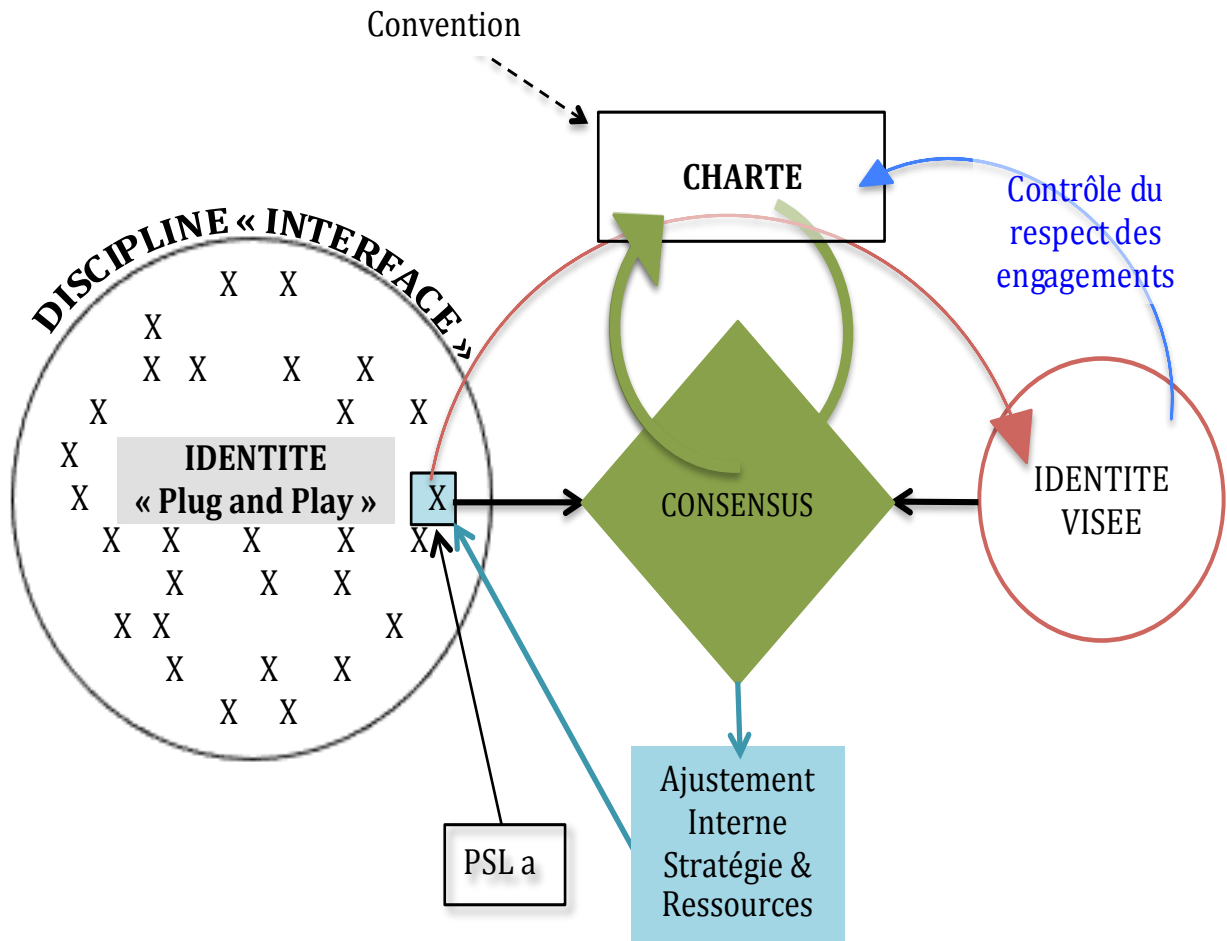 Convention
CHARTE
Contrôle du
respect des
engagements
DISCIPLINE « INTERFACE »
X X
X
X X X X
X X X
X
IDENTITE
« Plug and Play »
X
X
CONSENSUS
IDENTITE
VISEE
X X X X X
X X X
X X X
X X X
X X
PSL a
Ajustement
Interne
Stratégie &
Ressources